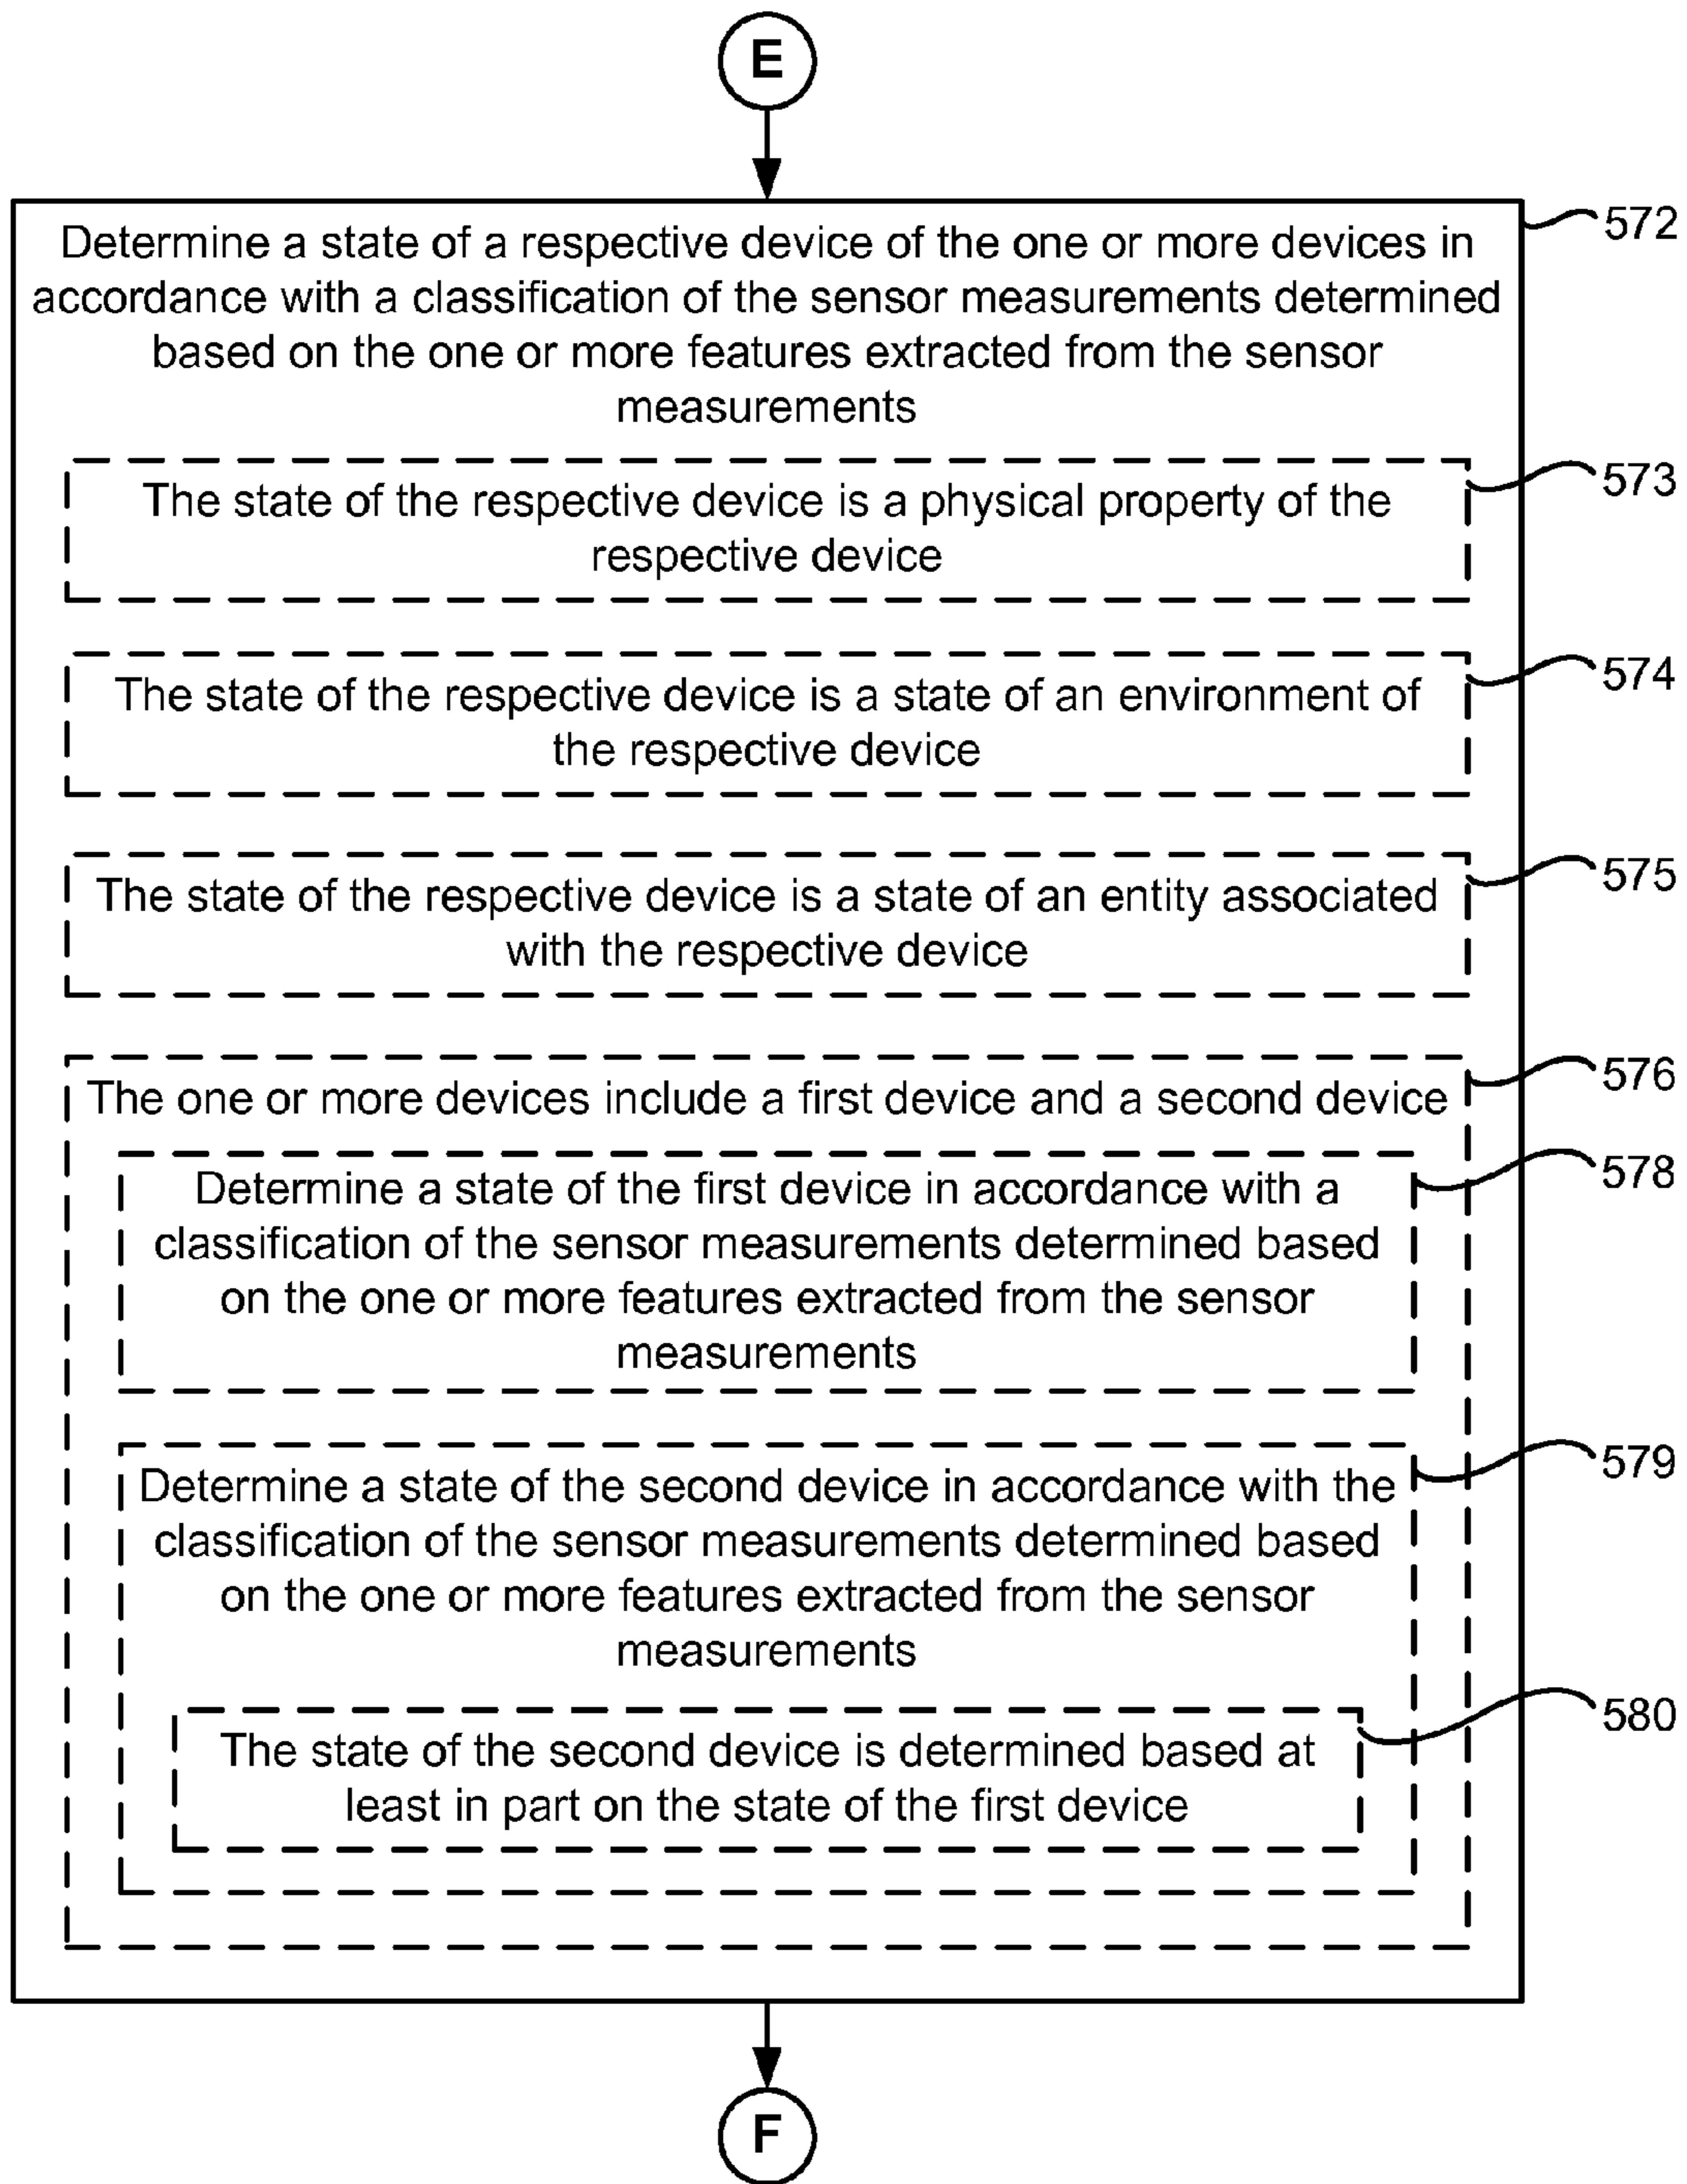 E
572
Determine a state of a respective device of the one or more devices in
accordance with a classification of the sensor measurements determined
based on the one or more features extracted from the sensor
measurements
573
The state of the respective device is a physical property of the
respective device
574
The state of the respective device is a state of an environment of
the respective device
575
The state of the respective device is a state of an entity associated
with the respective device
576
The one or more devices include a first device and a second device
578
Determine a state of the first device in accordance with a
classification of the sensor measurements determined based
on the one or more features extracted from the sensor
measurements
579
Determine a state of the second device in accordance with the
classification of the sensor measurements determined based
on the one or more features extracted from the sensor
measurements
580
The state of the second device is determined based at
least in part on the state of the first device
F